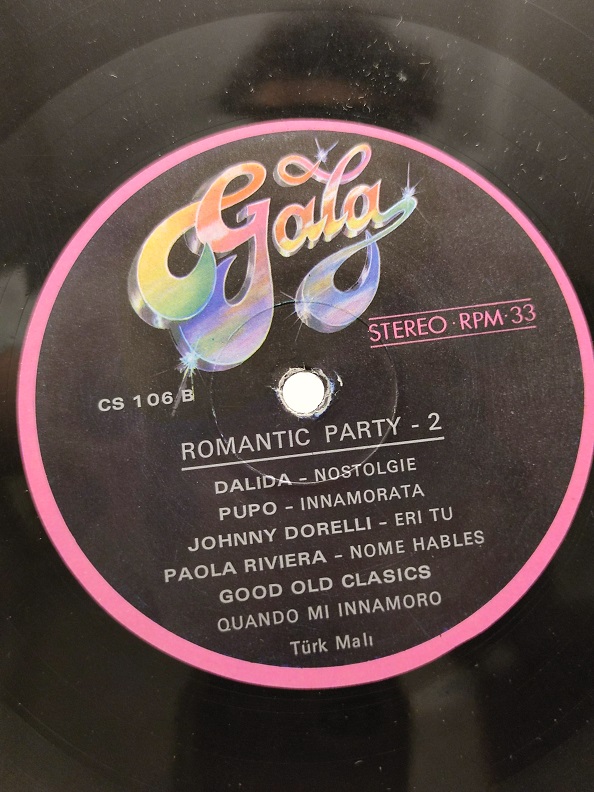 Gala
STEREO·RPM·33
CS 106 B
ROMANTIC PARTY - 2
DALIDA - NOSTOLGIE
PUPO - INNAMORATA
JOHNNY DORELLI - ERI TU
PAOLA RIVIERA - NOME HABLES
GOOD OLD CLASICS
QUANDO MI INNAMORO
Türk Malı